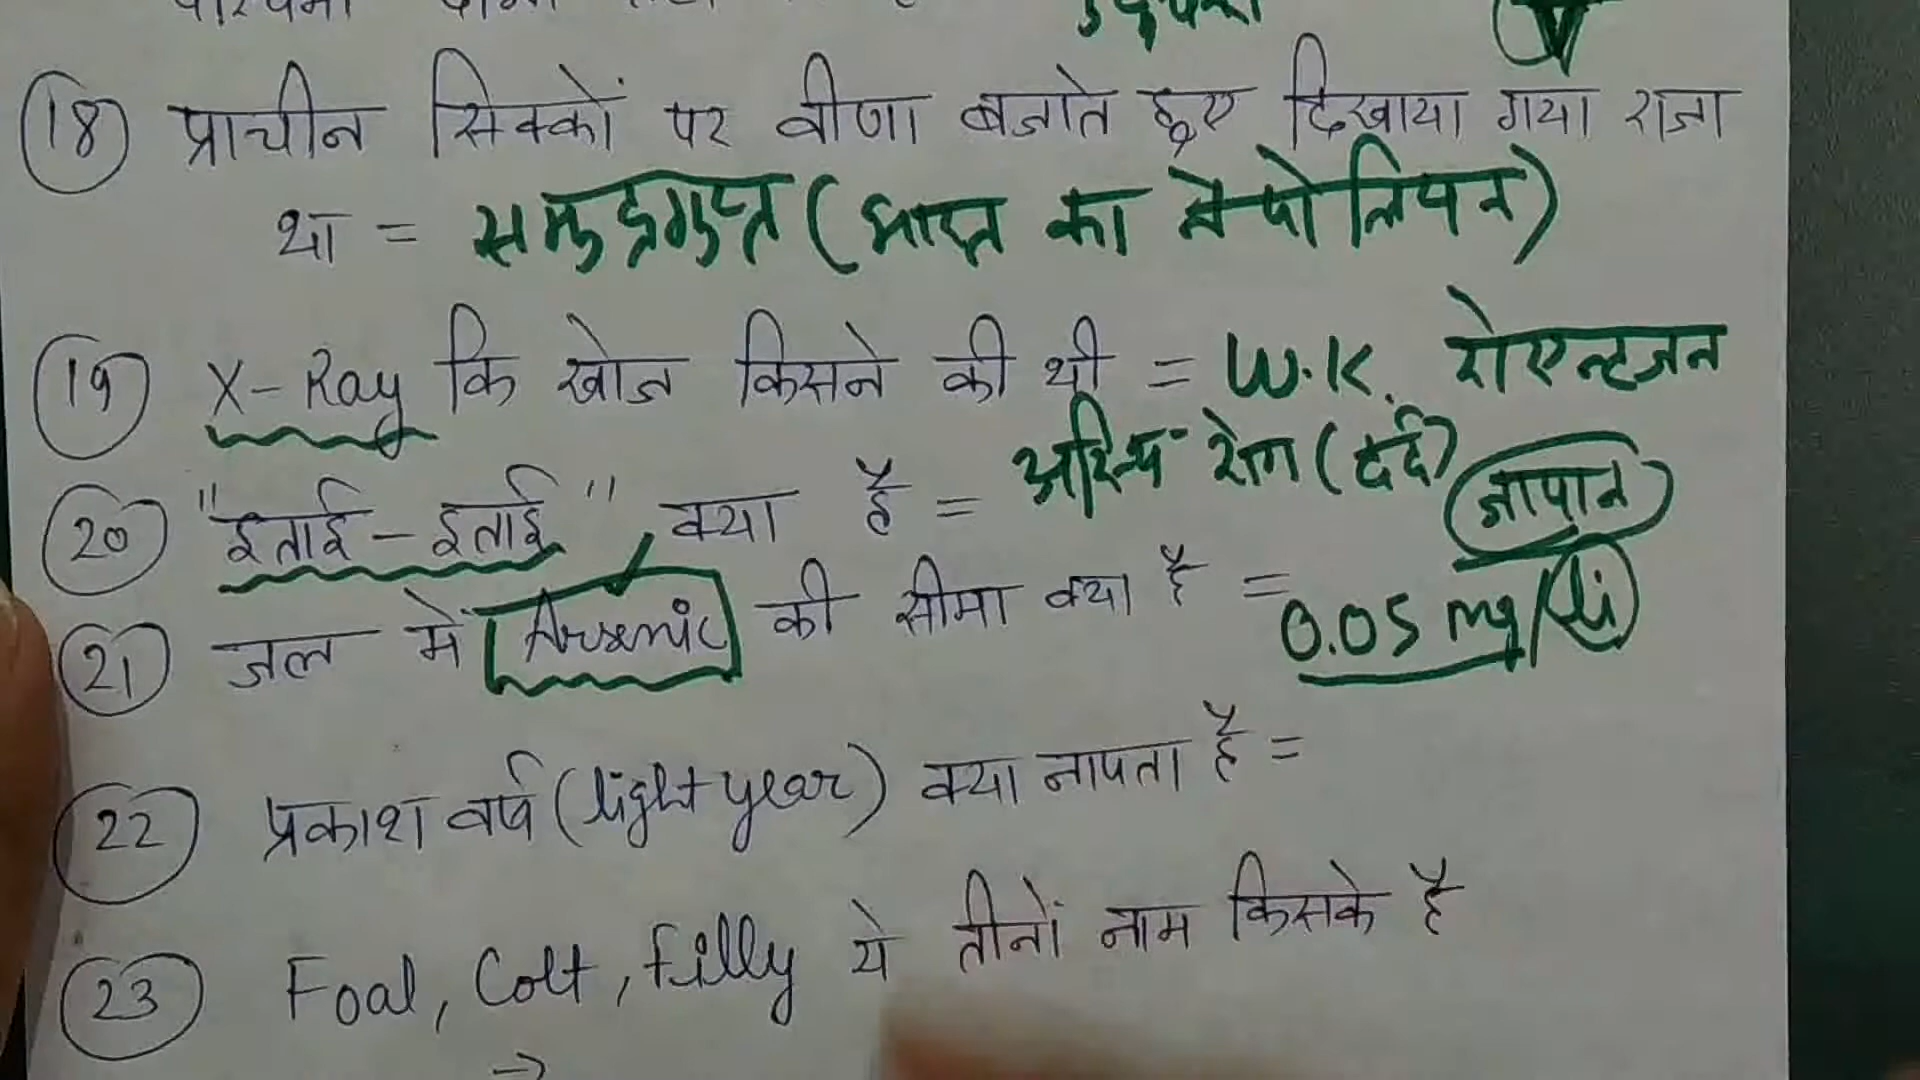 (18) प्राचीन सिक्कों पर वीणा बजाते हुए दिखाया गया राजा
था = समुद्रगुप्त (भारत का नेपोलियन)
(19) X-Ray कि खोज किसने की थी = W.K. रोएन्टजन
(20) "इताई-इताई" क्या है = अस्थि रोग (दर्द) जापान
(21) जल में Arsenic की सीमा क्या है = 0.05 mg/li
(22) प्रकाश वर्ष (light year) क्या नापता है =
(23) Foal, Colt, filly ये तीनों नाम किसके है
→